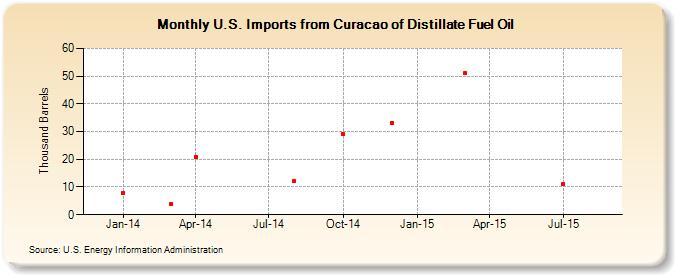 Monthly U.S. Imports from Curacao of Distillate Fuel Oil
Thousand Barrels
60
50
40
30
20
10
0
Jan-14 Apr-14 Jul-14 Oct-14 Jan-15 Apr-15 Jul-15
Source: U.S. Energy Information Administration